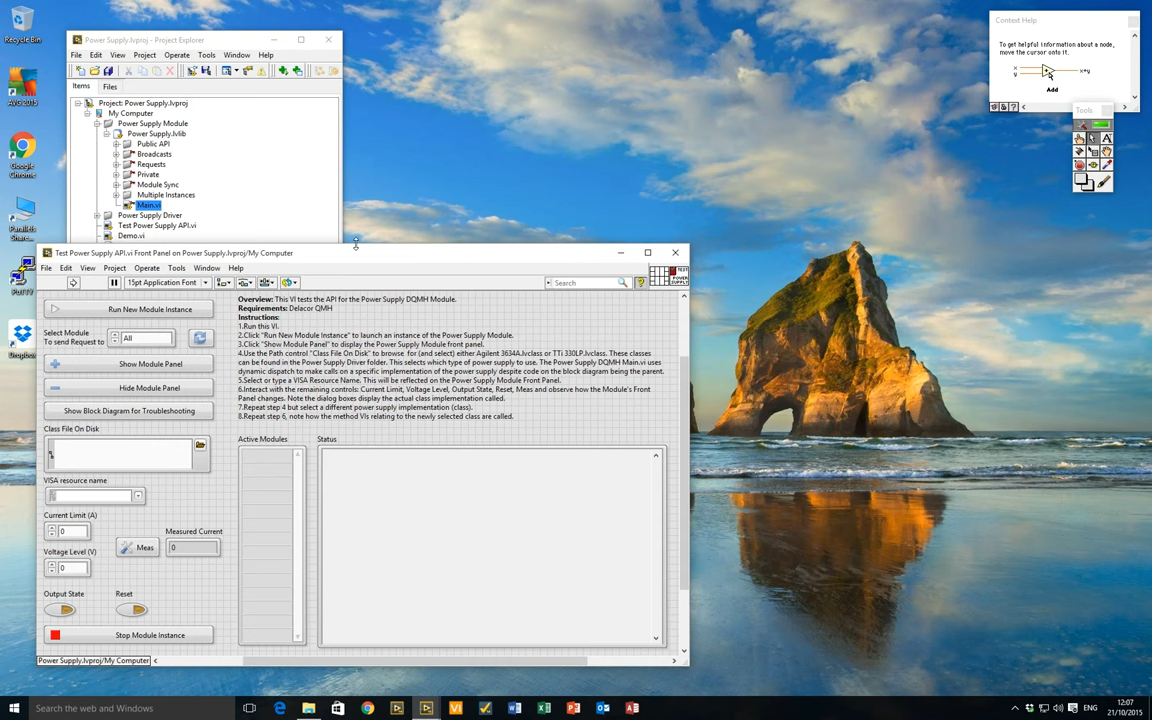 Recycle Bin
AVG 2015
Google
Chrome
Parallels
Share...
PuTTY
Dropbox
Power Supply.lvproj - Project Explorer
File Edit View Project Operate Tools Window Help
Items Files
Project: Power Supply.lvproj
My Computer
Power Supply Module
Power Supply.lvlib
Public API
Broadcasts
Requests
Private
Module Sync
Multiple Instances
Main.vi
Power Supply Driver
Test Power Supply API.vi
Demo.vi
Context Help
To get helpful information about a node,
move the cursor onto it.
x
y
x+y
Add
Tools
A
Test Power Supply API.vi Front Panel on Power Supply.lvproj/My Computer
File Edit View Project Operate Tools Window Help
15pt Application Font
Search
?
TEST
POWER
SUPPLY
Run New Module Instance
Select Module
To send Request to
All
Show Module Panel
Hide Module Panel
Show Block Diagram for Troubleshooting
Class File On Disk
VISA resource name
Current Limit (A)
0
Voltage Level (V)
0
Meas
Measured Current
0
Output State
Reset
Stop Module Instance
Overview: This VI tests the API for the Power Supply DQMH Module.
Requirements: Delacor QMH
Instructions:
1.Run this VI.
2.Click "Run New Module Instance" to launch an instance of the Power Supply Module.
3.Click "Show Module Panel" to display the Power Supply Module front panel.
4.Use the Path control "Class File On Disk" to browse for (and select) either Agilent 3634A.lvclass or TTi 330LP.lvclass. These classes
can be found in the Power Supply Driver folder. This selects which type of power supply to use. The Power Supply DQMH Main.vi uses
dynamic dispatch to make calls on a specific implementation of the power supply despite code on the block diagram being the parent.
5.Select or type a VISA Resource Name. This will be reflected on the Power Supply Module Front Panel.
6.Interact with the remaining controls: Current Limit, Voltage Level, Output State, Reset, Meas and observe how the Module's Front
Panel changes. Note the dialog boxes display the actual class implementation called.
7.Repeat step 4 but select a different power supply implementation (class).
8.Repeat step 6, note how the method VIs relating to the newly selected class are called.
Active Modules
Status
Power Supply.lvproj/My Computer
Search the web and Windows
ENG
12:07
21/10/2015